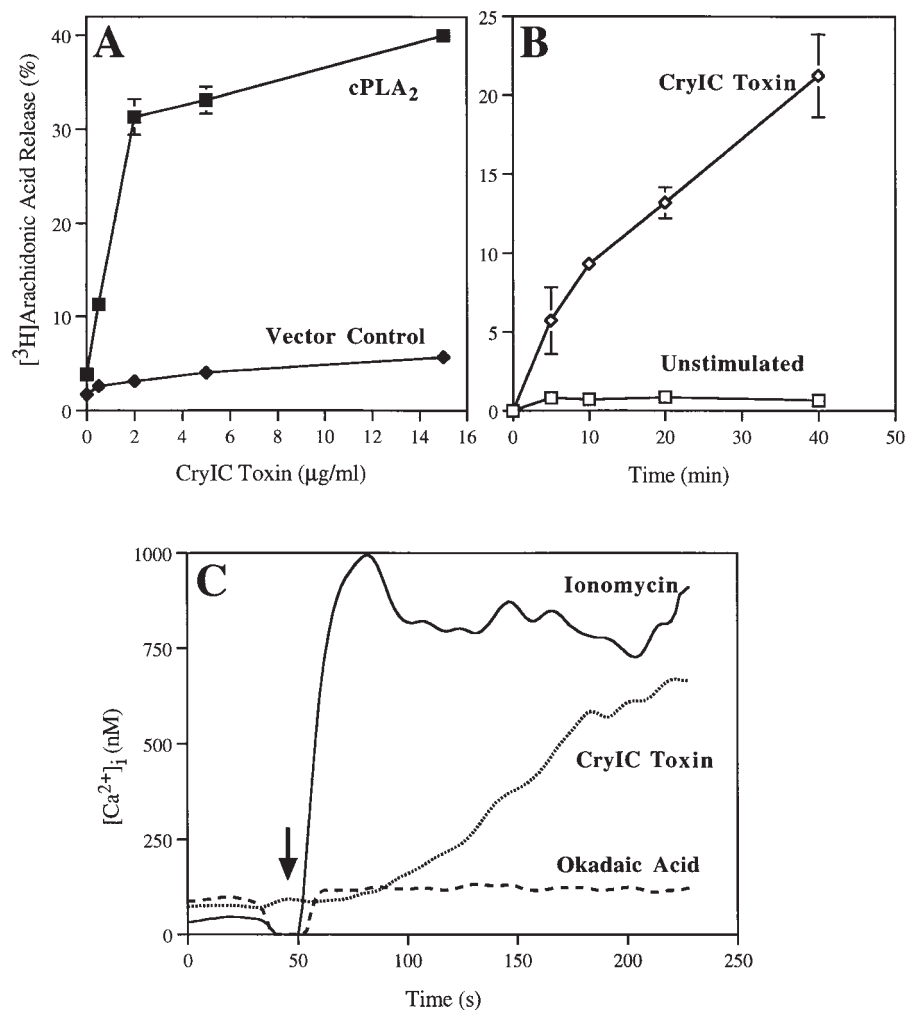 A
[³H]Arachidonic Acid Release (%)
40
30
20
10
0
cPLA₂
Vector Control
0 2 4 6 8 10 12 14 16
CryIC Toxin (µg/ml)
B
25
20
15
10
5
0
CryIC Toxin
Unstimulated
0 10 20 30 40 50
Time (min)
C
[Ca²⁺]ᵢ (nM)
1000
750
500
250
0
Ionomycin
CryIC Toxin
Okadaic Acid
0 50 100 150 200 250
Time (s)